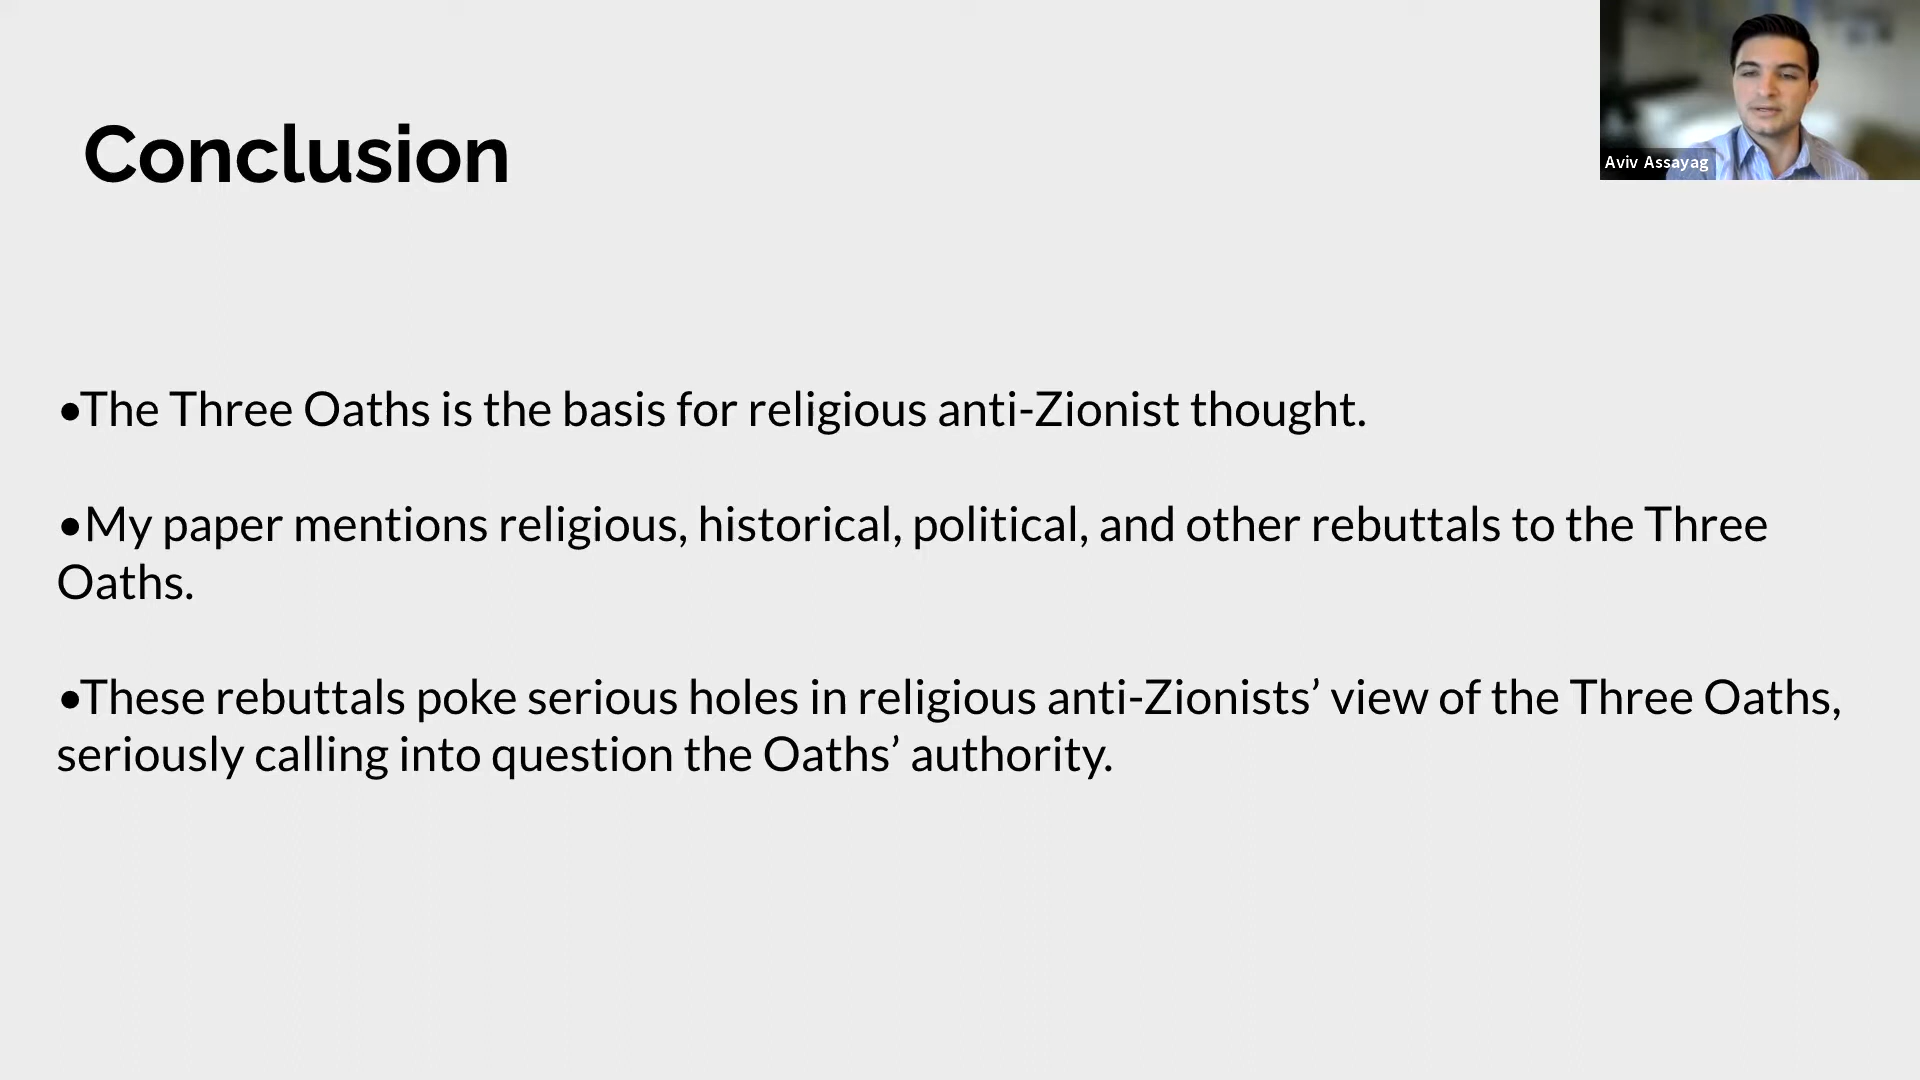 Conclusion
Aviv Assayag
•The Three Oaths is the basis for religious anti-Zionist thought.
•My paper mentions religious, historical, political, and other rebuttals to the Three
Oaths.
•These rebuttals poke serious holes in religious anti-Zionists’ view of the Three Oaths,
seriously calling into question the Oaths’ authority.